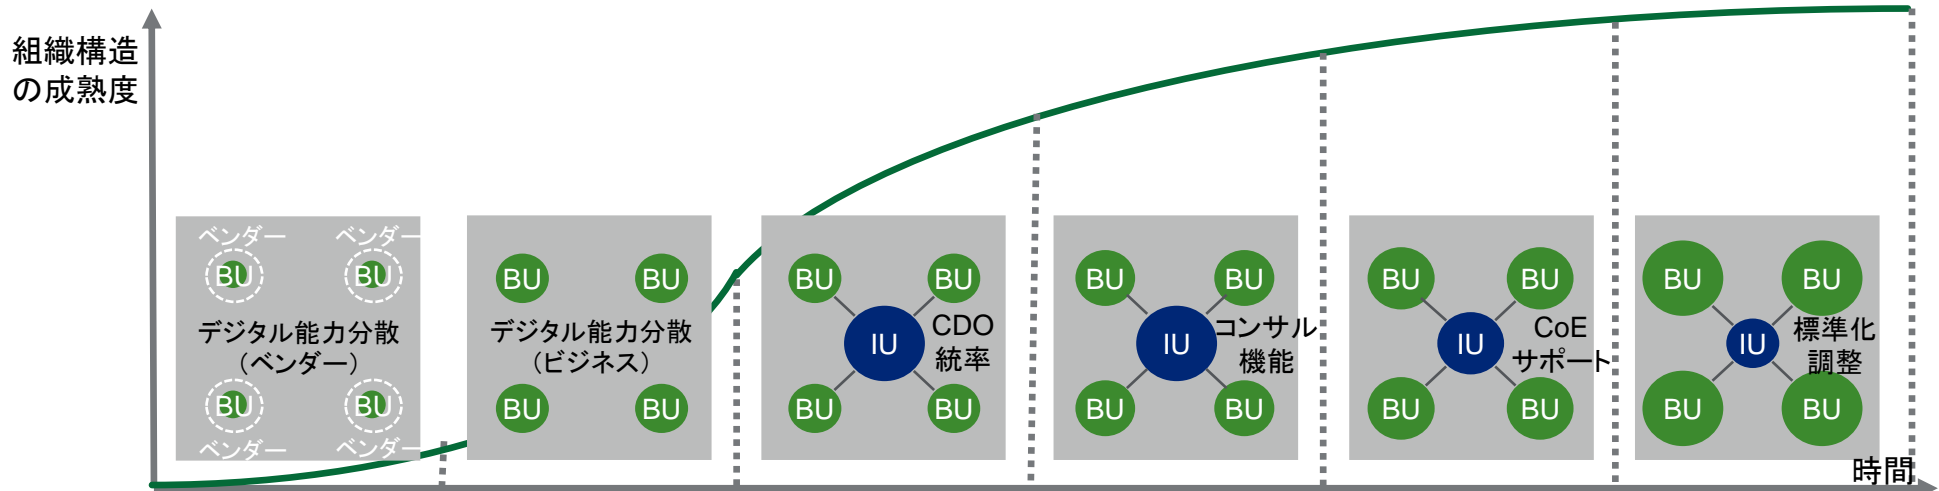 組織構造
の成熟度
ベンダー ベンダー
BU BU
デジタル能力分散
（ベンダー）
BU BU
ベンダー ベンダー
BU BU
デジタル能力分散
（ビジネス）
BU BU
BU BU
IU
CDO
統率
BU BU
BU BU
IU
コンサル
機能
BU BU
BU BU
IU
CoE
サポート
BU BU
BU BU
IU
標準化
調整
BU BU
時間